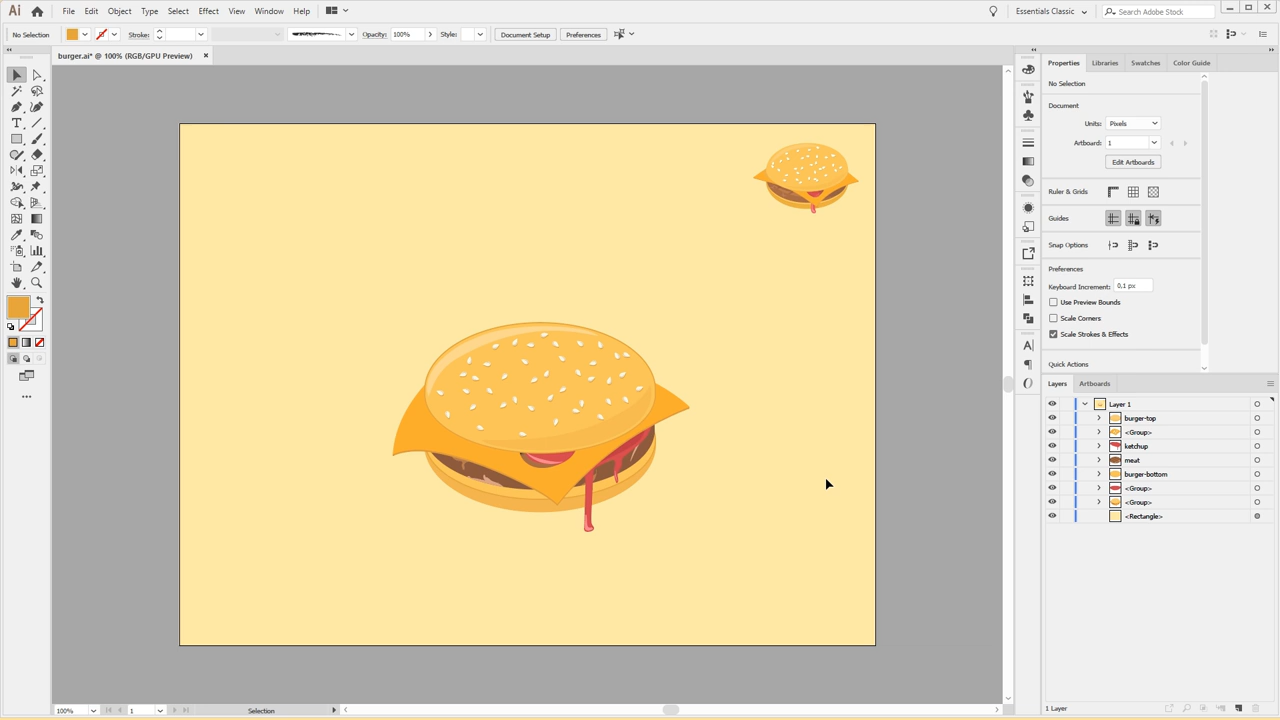 Ai File Edit Object Type Select Effect View Window Help Essentials Classic Search Adobe Stock
No Selection Stroke: Opacity: 100% Style: Document Setup Preferences
burger.ai* @ 100% (RGB/GPU Preview)
Properties Libraries Swatches Color Guide
No Selection
Document
Units: Pixels
Artboard: 1
Edit Artboards
Ruler & Grids
Guides
Snap Options
Preferences
Keyboard Increment: 0,1 px
Use Preview Bounds
Scale Corners
Scale Strokes & Effects
Quick Actions
Layers Artboards
Layer 1
burger-top
<Group>
ketchup
meat
burger-bottom
<Group>
<Group>
<Rectangle>
100% 1 Selection
1 Layer